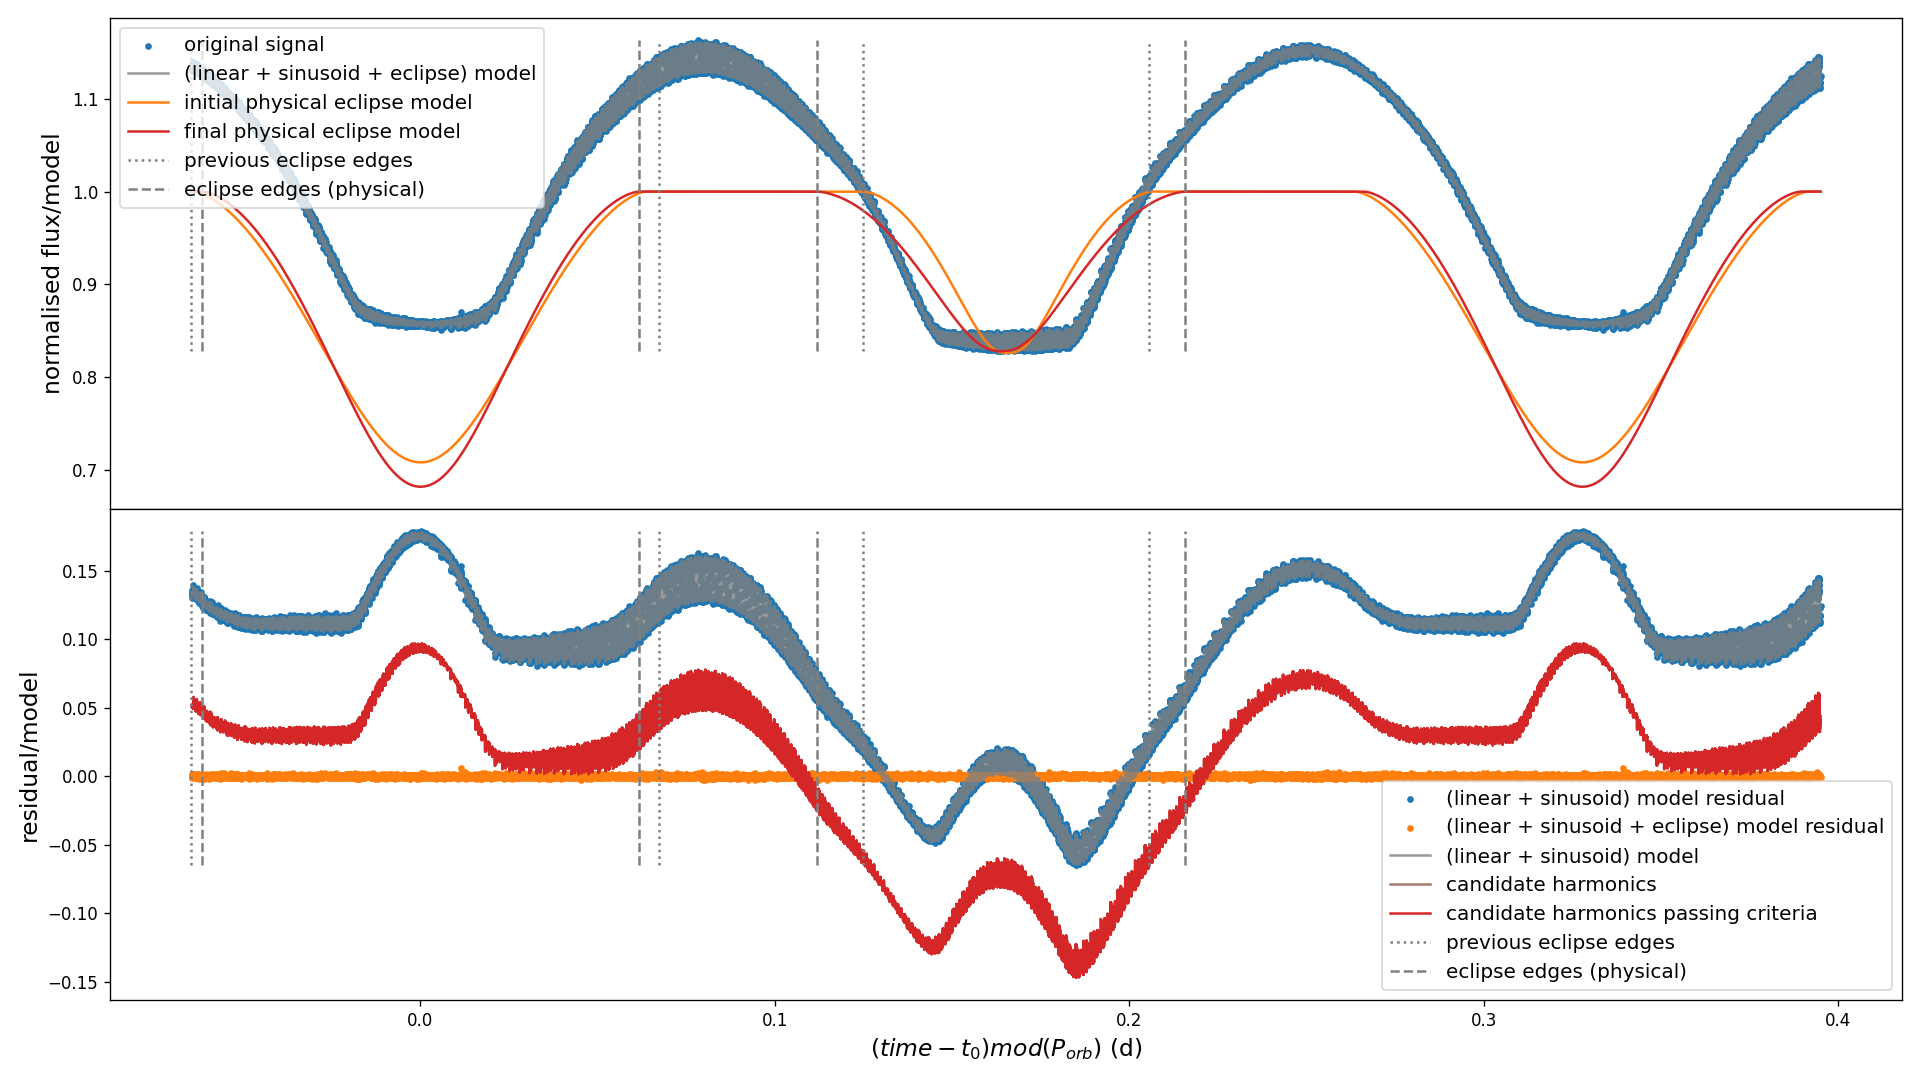 original signal
(linear + sinusoid + eclipse) model
initial physical eclipse model
final physical eclipse model
previous eclipse edges
eclipse edges (physical)
normalised flux/model
1.1
1.0
0.9
0.8
0.7
residual/model
0.15
0.10
0.05
0.00
−0.05
−0.10
−0.15
(linear + sinusoid) model residual
(linear + sinusoid + eclipse) model residual
(linear + sinusoid) model
candidate harmonics
candidate harmonics passing criteria
previous eclipse edges
eclipse edges (physical)
0.0 0.1 0.2 0.3 0.4
(time − t₀)mod(P_orb) (d)